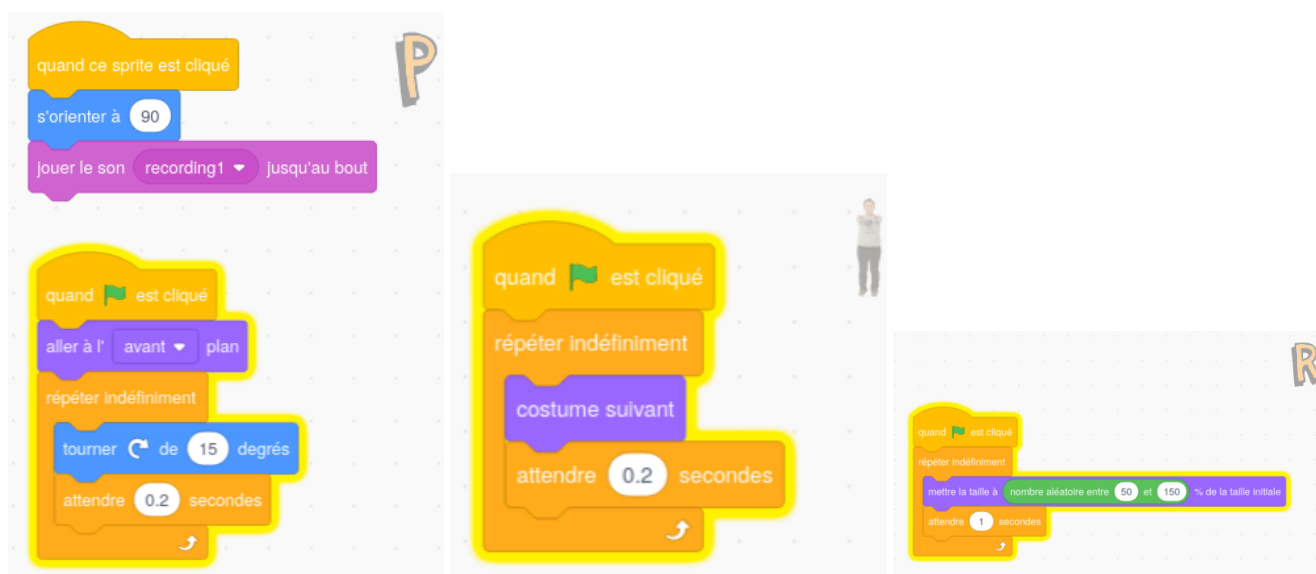 P
quand ce sprite est cliqué
s'orienter à 90
jouer le son recording1 jusqu'au bout
quand est cliqué
aller à l' avant plan
répéter indéfiniment
tourner de 15 degrés
attendre 0.2 secondes
quand est cliqué
répéter indéfiniment
costume suivant
attendre 0.2 secondes
R
quand est cliqué
répéter indéfiniment
mettre la taille à nombre aléatoire entre 50 et 150 % de la taille initiale
attendre 1 secondes